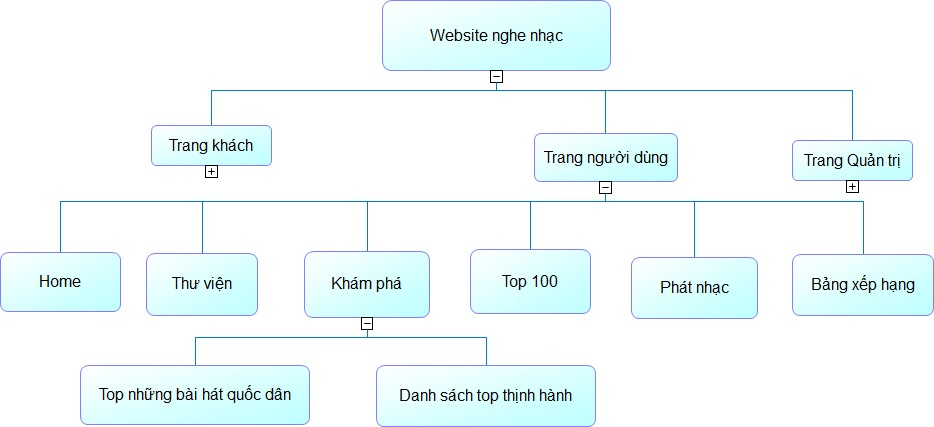 Website nghe nhạc
Trang khách
Trang người dùng
Trang Quản trị
Home
Thư viện
Khám phá
Top 100
Phát nhạc
Bảng xếp hạng
Top những bài hát quốc dân
Danh sách top thịnh hành